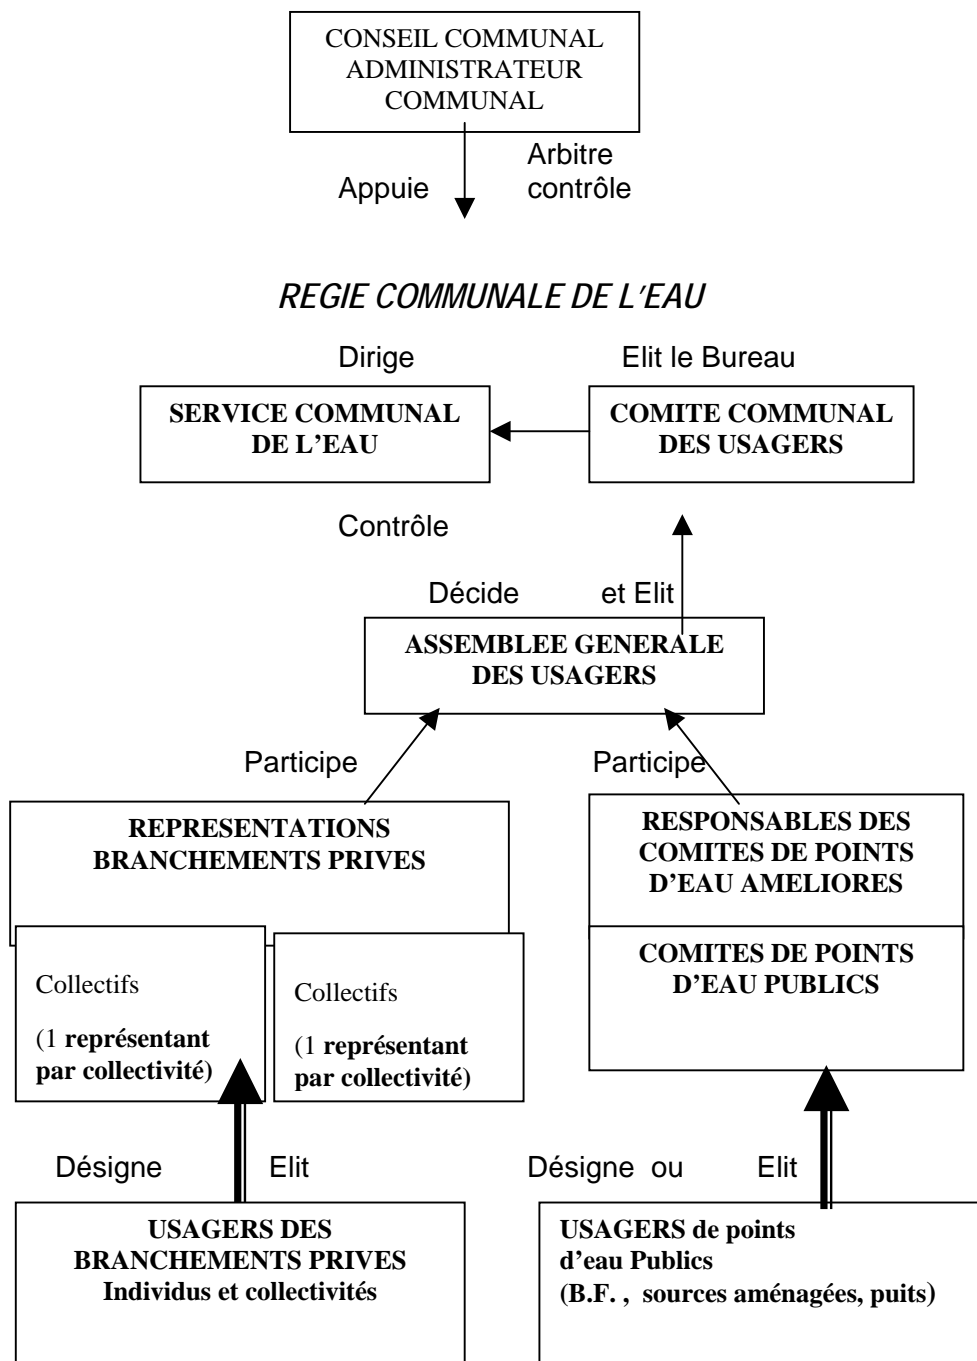 CONSEIL COMMUNAL
ADMINISTRATEUR
COMMUNAL
Arbitre
Appuie contrôle
REGIE COMMUNALE DE L'EAU
Dirige
Elit le Bureau
SERVICE COMMUNAL
DE L'EAU
COMITE COMMUNAL
DES USAGERS
Contrôle
Décide et Elit
ASSEMBLEE GENERALE
DES USAGERS
Participe
Participe
REPRESENTATIONS
BRANCHEMENTS PRIVES
RESPONSABLES DES
COMITES DE POINTS
D'EAU AMELIORES
Collectifs
(1 représentant
par collectivité)
Collectifs
(1 représentant
par collectivité)
COMITES DE POINTS
D'EAU PUBLICS
Désigne Elit
Désigne ou Elit
USAGERS DES
BRANCHEMENTS PRIVES
Individus et collectivités
USAGERS de points
d'eau Publics
(B.F. , sources aménagées, puits)